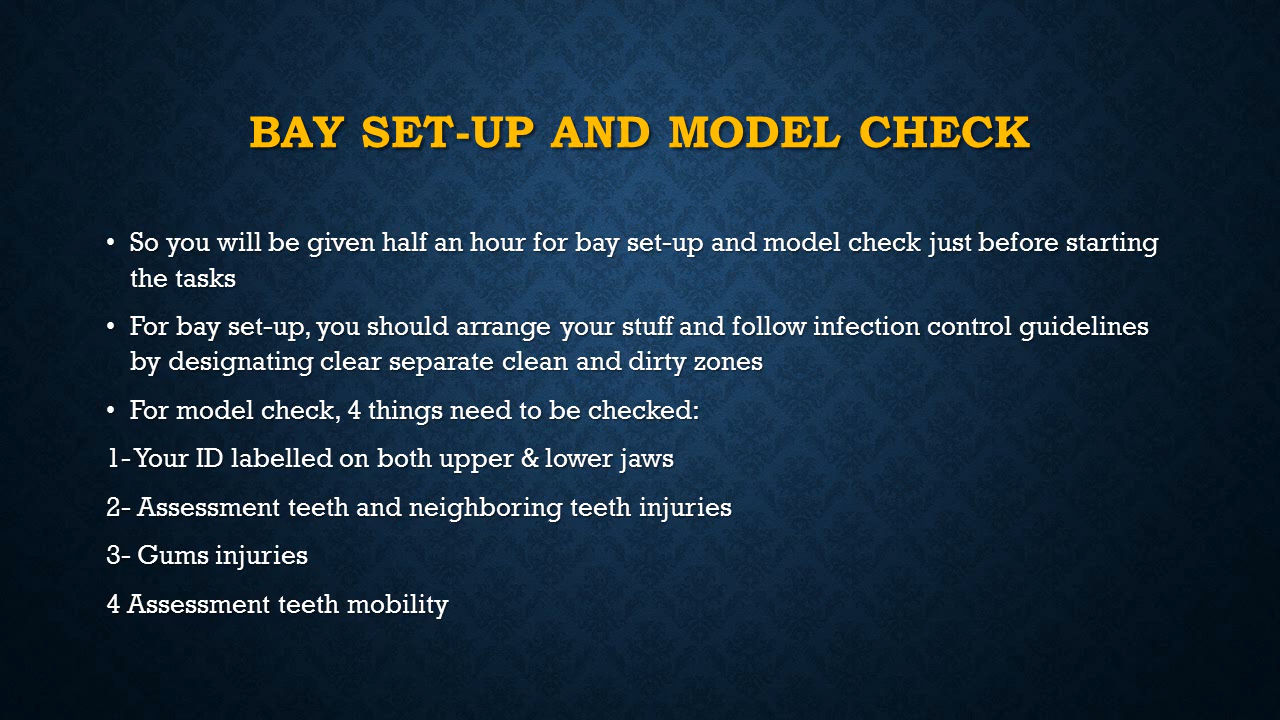 BAY SET-UP AND MODEL CHECK
• So you will be given half an hour for bay set-up and model check just before starting
the tasks
• For bay set-up, you should arrange your stuff and follow infection control guidelines
by designating clear separate clean and dirty zones
• For model check, 4 things need to be checked:
1- Your ID labelled on both upper & lower jaws
2- Assessment teeth and neighboring teeth injuries
3- Gums injuries
4 Assessment teeth mobility